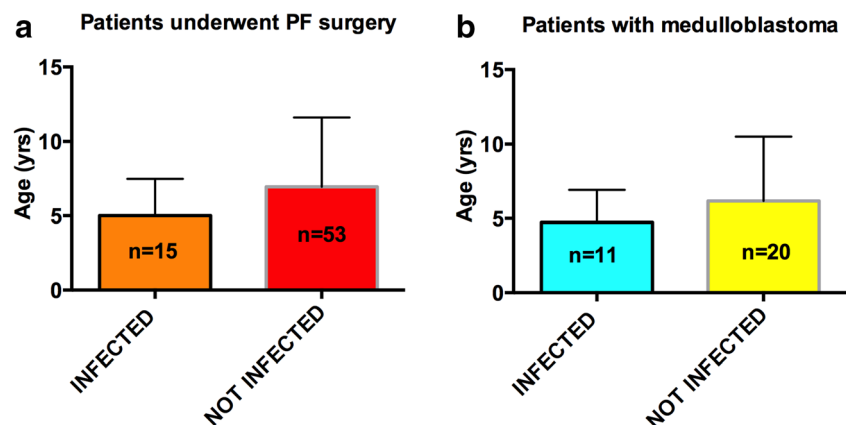 a
Patients underwent PF surgery
15
10
5
0
Age (yrs)
n=15
n=53
INFECTED
NOT INFECTED
b
Patients with medulloblastoma
15
10
5
0
Age (yrs)
n=11
n=20
INFECTED
NOT INFECTED